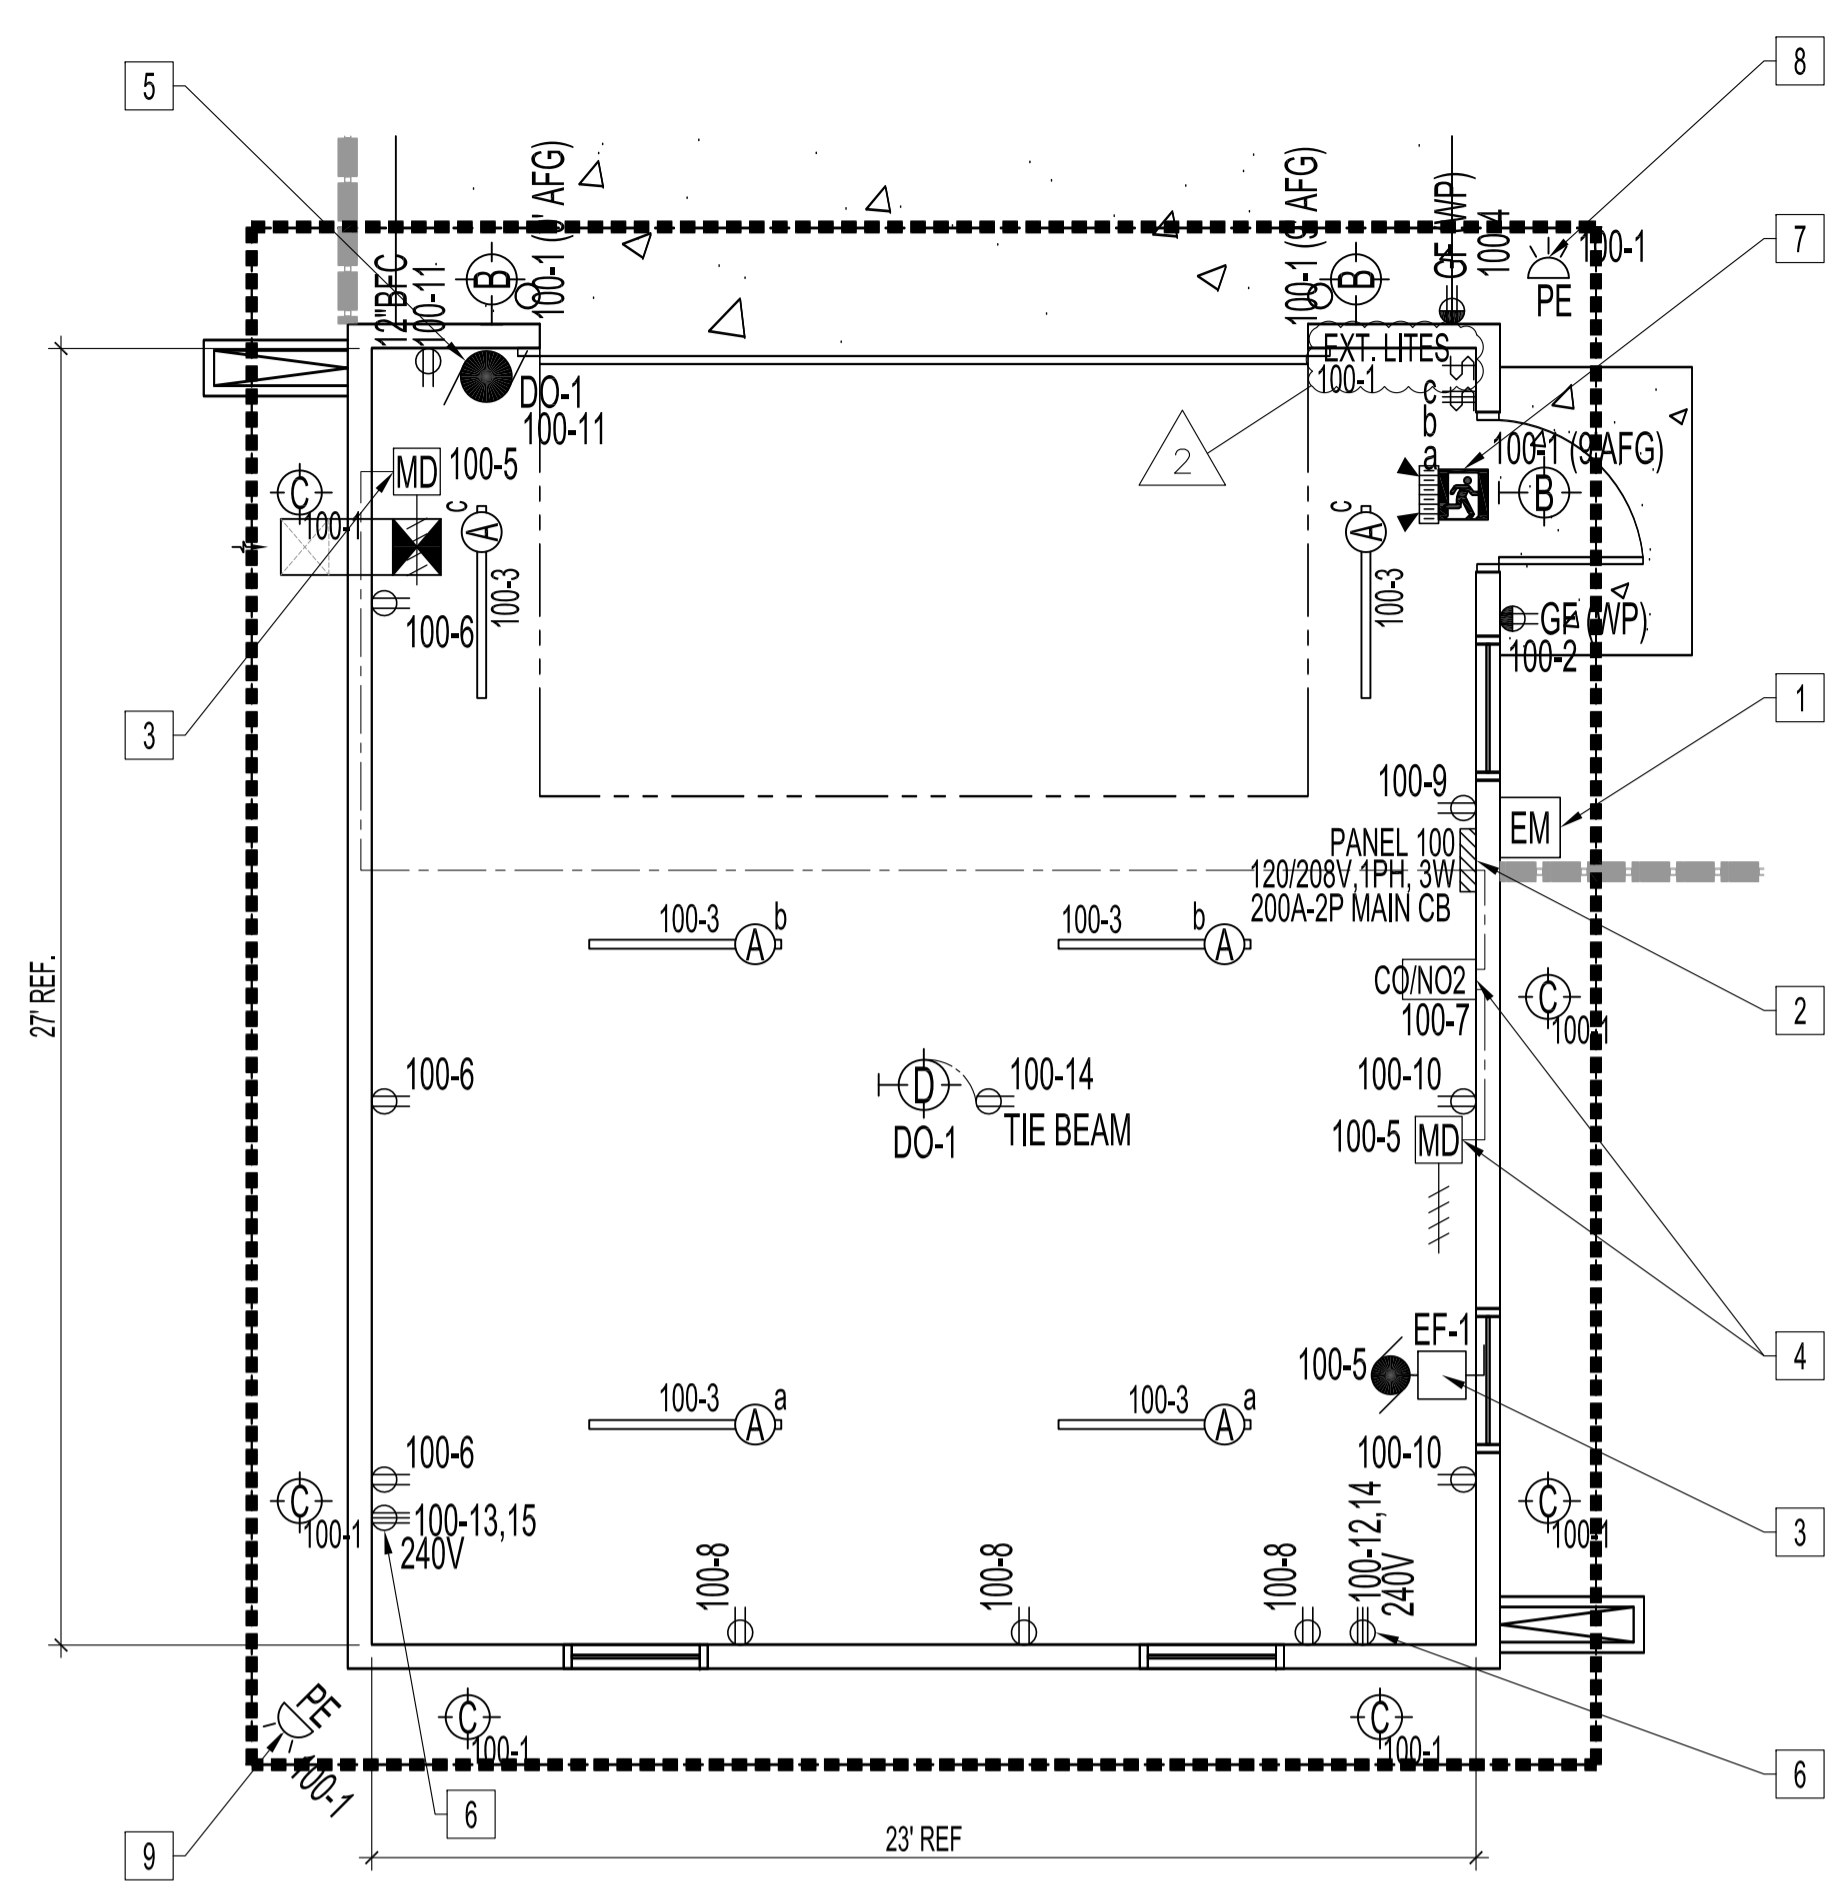 5
8
7
12"BFC
100-11
B
100-1
AFG)
B
100-1
AFG)
100-4
100-1
PE
EXT. LITES
100-1
2
DO-1
100-11
MD
100-5
C
100-1
c
A
100-3
c
A
100-3
c
b
a
100-1 (9' AFG)
B
100-6
GF (WP)
100-2
3
1
100-9
EM
PANEL 100
120/208V, 1PH, 3W
200A-2P MAIN CB
100-3
A
b
100-3
A
b
27' REF.
CO/NO2
100-7
C
100-1
2
100-6
D
DO-1
100-14
TIE BEAM
100-10
100-5
MD
EF-1
100-5
4
100-3
A
a
100-3
A
a
100-6
100-10
C
100-1
100-13,15
240V
C
100-1
3
100-8
100-8
100-8
100-12,14
240V
PE
100-1
C
100-1
C
100-1
6
6
9
23' REF